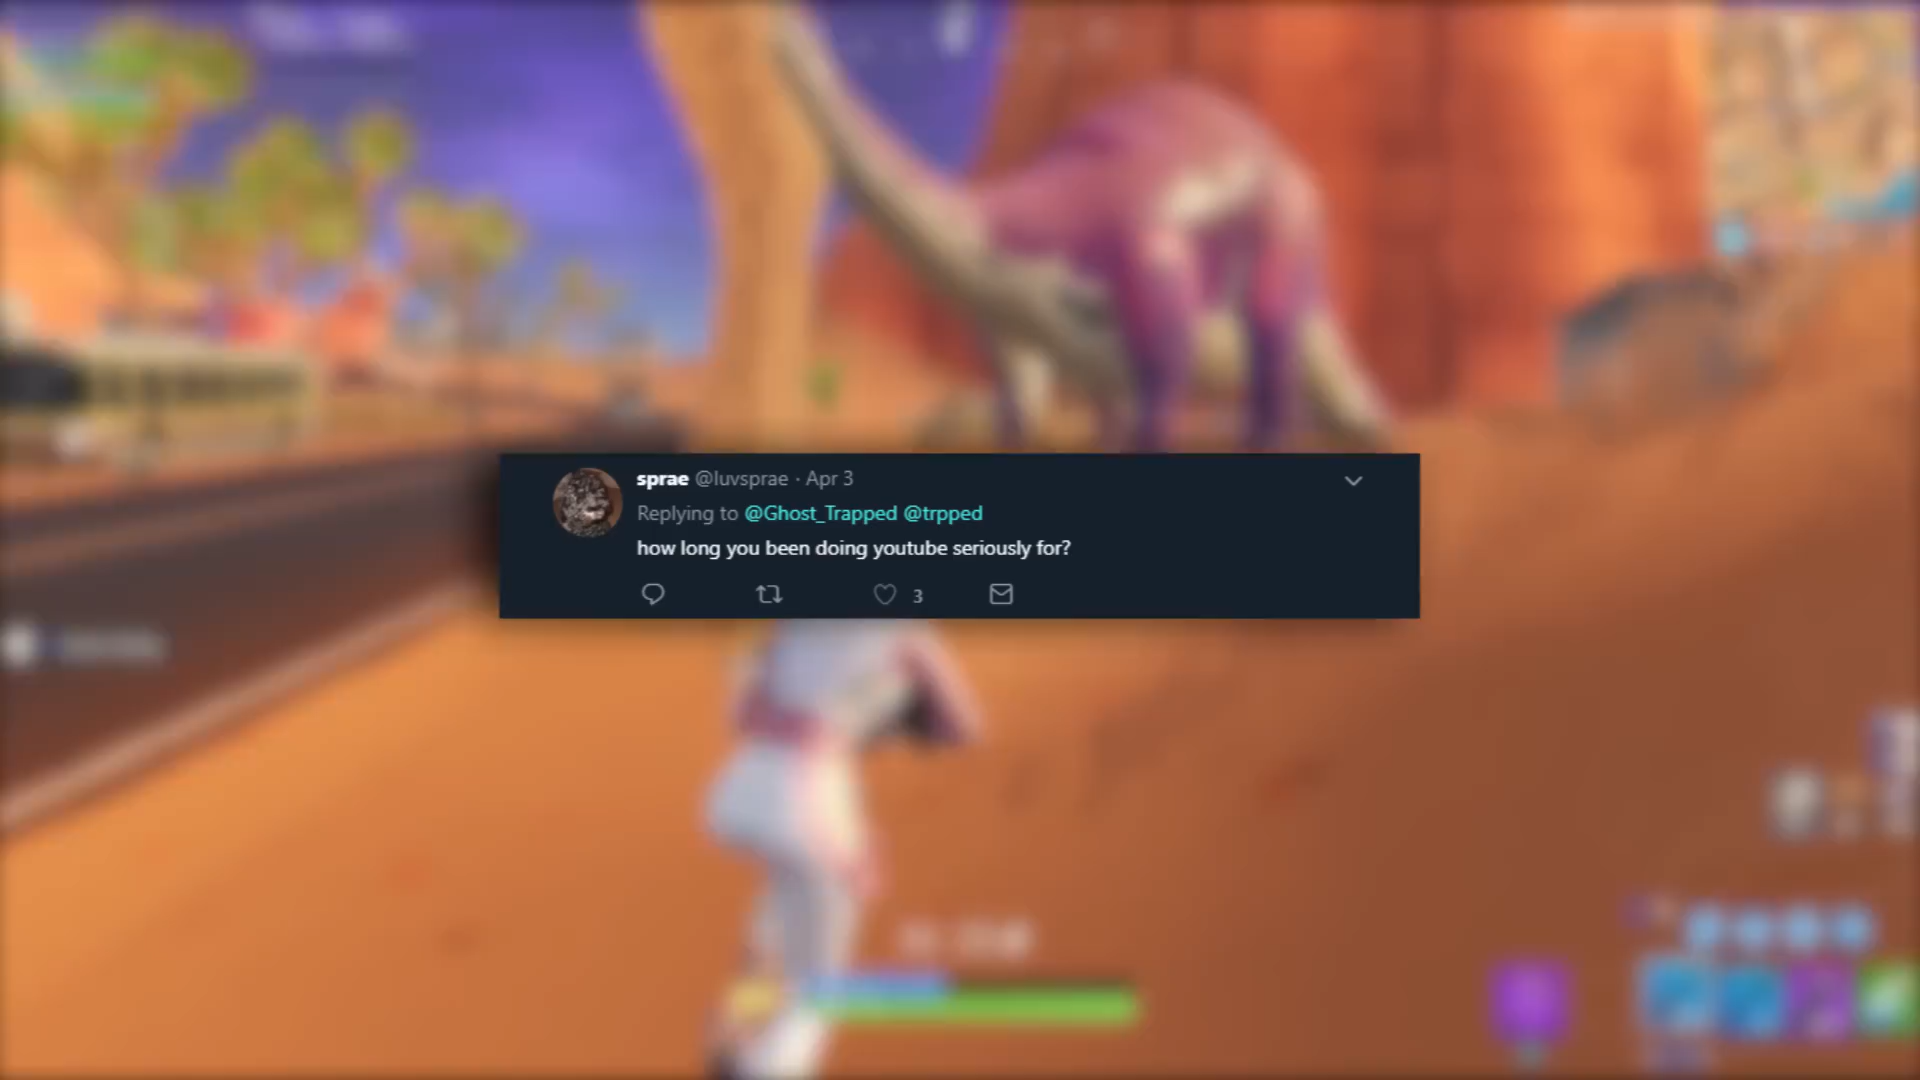 sprae @luvsprae · Apr 3
Replying to @Ghost_Trapped @trpped
how long you been doing youtube seriously for?
3